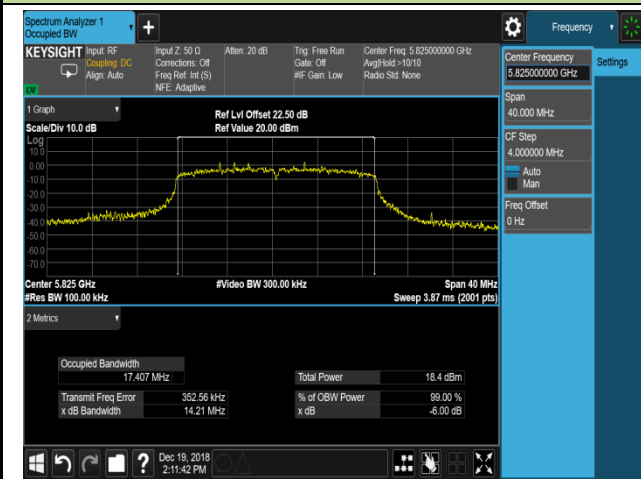 Spectrum Analyzer 1
Occupied BW
Frequency
KEYSIGHT
Input: RF
Coupling: DC
Align: Auto
Input Z: 50 Ω
Corrections: Off
Freq Ref: Int (S)
NFE: Adaptive
Atten: 20 dB
Trig: Free Run
Gate: Off
#IF Gain: Low
Center Freq: 5.825000000 GHz
Avg|Hold:>10/10
Radio Std: None
Center Frequency
5.825000000 GHz
Settings
Span
40.000 MHz
CF Step
4.000000 MHz
Auto
Man
Freq Offset
0 Hz
1 Graph
Scale/Div 10.0 dB
Ref Lvl Offset 22.50 dB
Ref Value 20.00 dBm
Log
10.0
0.00
-10.0
-20.0
-30.0
-40.0
-50.0
-60.0
-70.0
Center 5.825 GHz
#Res BW 100.00 kHz
#Video BW 300.00 kHz
Span 40 MHz
Sweep 3.87 ms (2001 pts)
2 Metrics
Occupied Bandwidth
17.407 MHz
Total Power 18.4 dBm
Transmit Freq Error 352.56 kHz
% of OBW Power 99.00 %
x dB Bandwidth 14.21 MHz
x dB -6.00 dB
Dec 19, 2018
2:11:42 PM